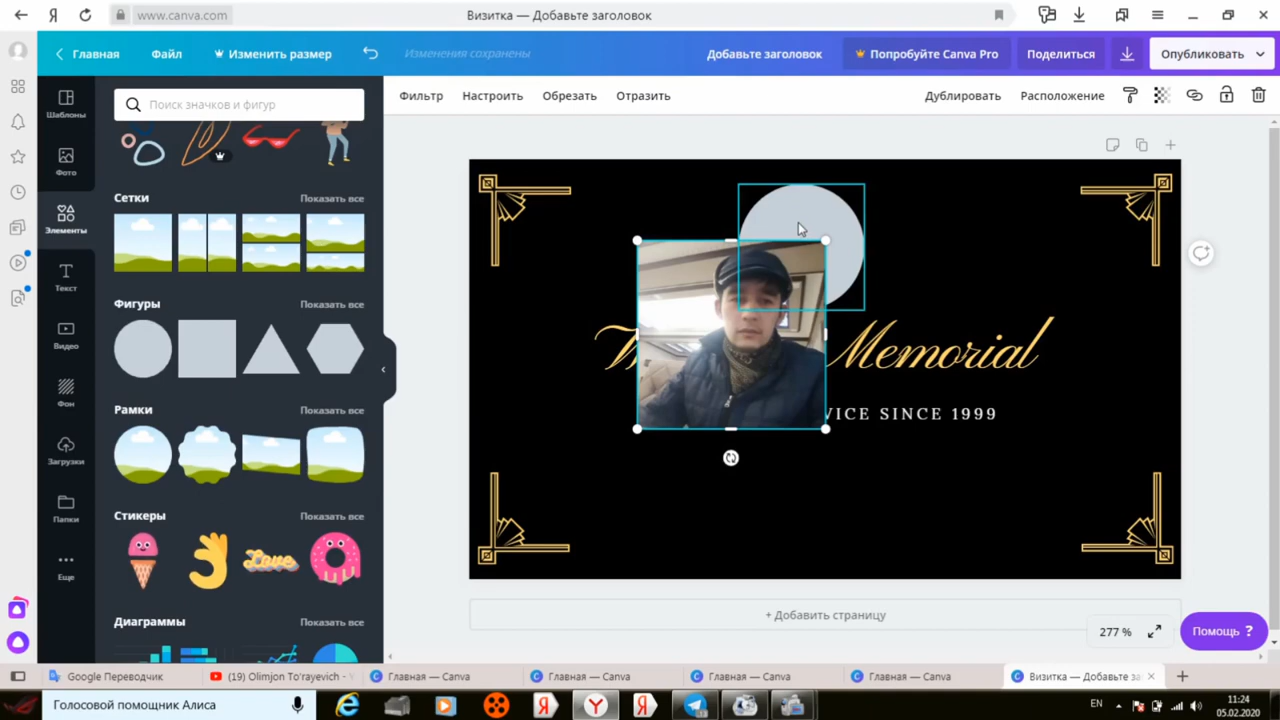 www.canva.com
Визитка — Добавьте заголовок
Главная
Файл
Изменить размер
Изменения сохранены
Добавьте заголовок
Попробуйте Canva Pro
Поделиться
Опубликовать
Шаблоны
Фото
Элементы
Текст
Видео
Фон
Загрузки
Папки
Еще
Поиск значков и фигур
Сетки
Показать все
Фигуры
Показать все
Рамки
Показать все
Стикеры
Показать все
Love
Диаграммы
Показать все
Фильтр
Настроить
Обрезать
Отразить
Дублировать
Расположение
Memorial
SINCE 1999
+ Добавить страницу
277 %
Помощь ?
Google Переводчик
(19) Olimjon To'rayevich -
Главная — Canva
Главная — Canva
Главная — Canva
Главная — Canva
Визитка — Добавьте за
Голосовой помощник Алиса
EN
11:24
05.02.2020